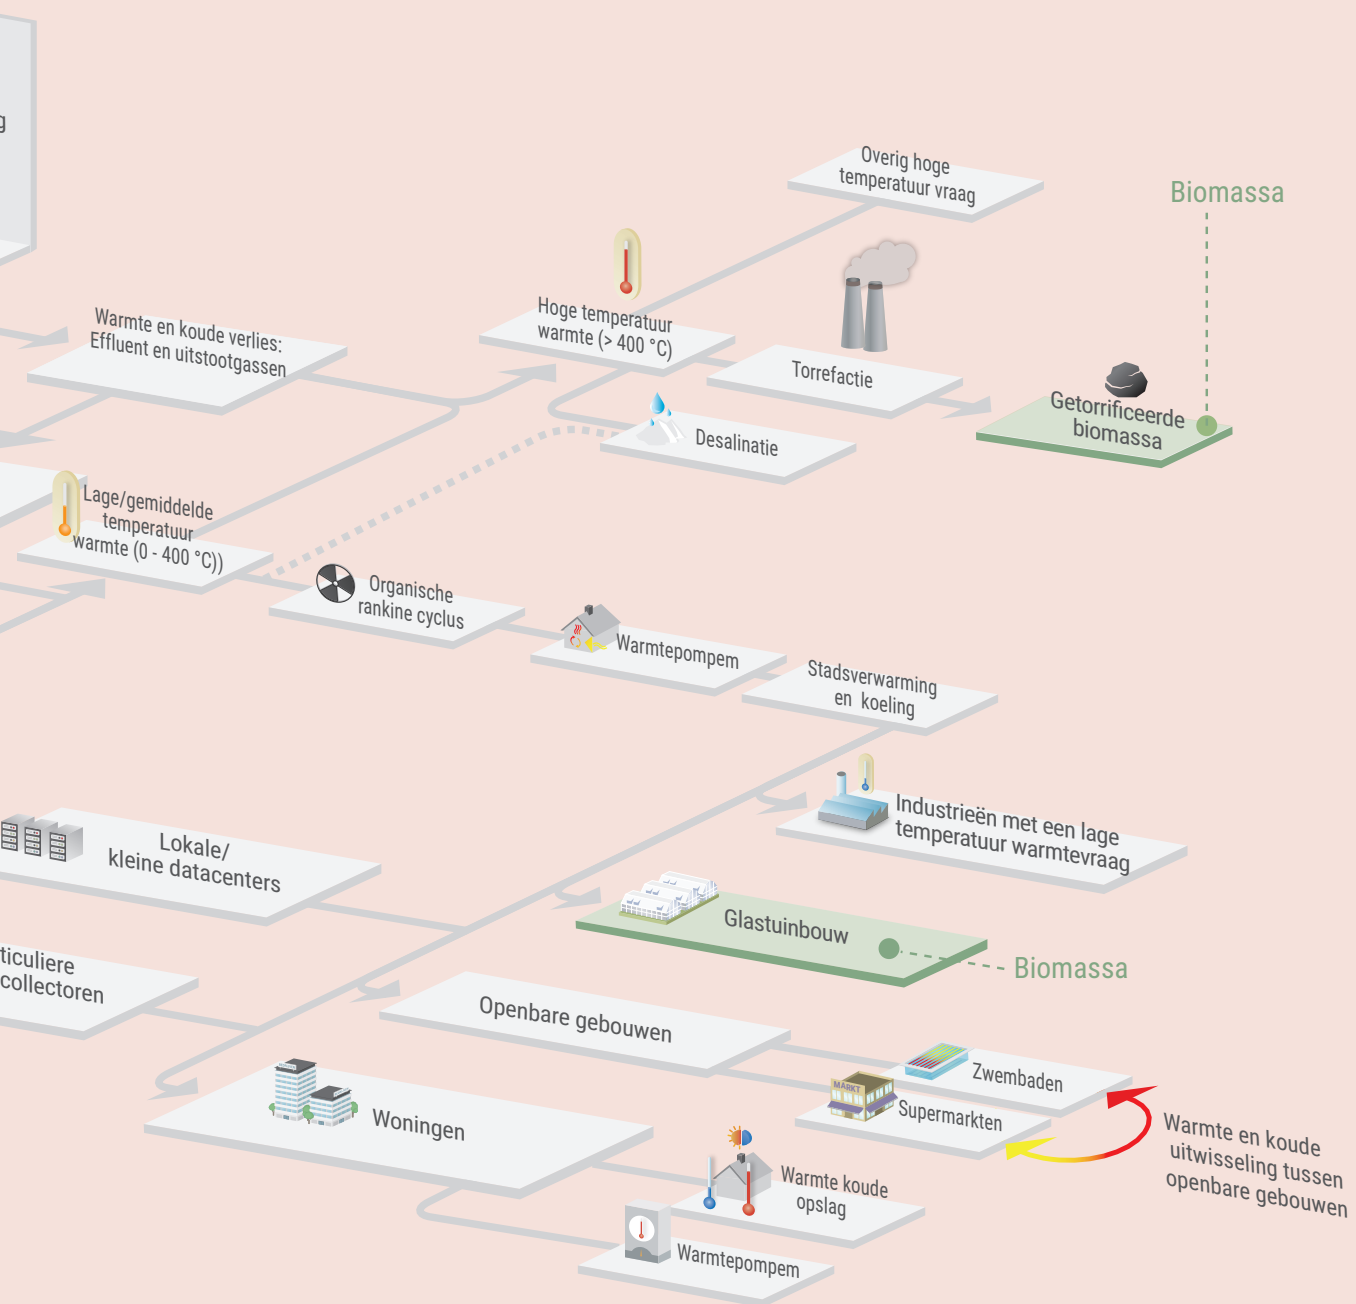 g
Overig hoge
temperatuur vraag
Biomassa
Warmte en koude verlies:
Effluent en uitstootgassen
Hoge temperatuur
warmte (> 400 °C)
Torrefactie
Getorrificeerde
biomassa
Desalinatie
Lage/gemiddelde
temperatuur
warmte (0 - 400 °C))
Organische
rankine cyclus
Warmtepompem
Stadsverwarming
en koeling
Industrieën met een lage
temperatuur warmtevraag
Lokale/
kleine datacenters
Glastuinbouw
Biomassa
ticuliere
collectoren
Openbare gebouwen
Zwembaden
MARKT
Supermarkten
Woningen
Warmte en koude
uitwisseling tussen
openbare gebouwen
Warmte koude
opslag
Warmtepompem